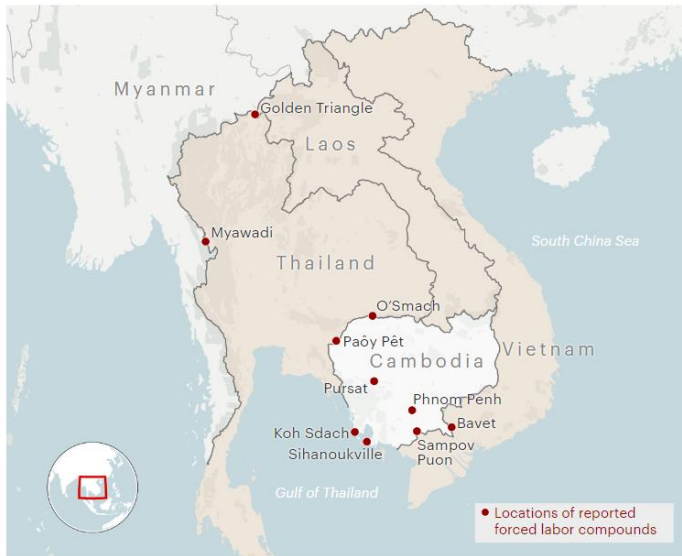 Myanmar
Golden Triangle
Laos
Myawadi
South China Sea
Thailand
O'Smach
Paôy Pêt
Cambodia
Vietnam
Pursat
Phnom Penh
Koh Sdach
Bavet
Sihanoukville
Sampov
Puon
Gulf of Thailand
Locations of reported
forced labor compounds